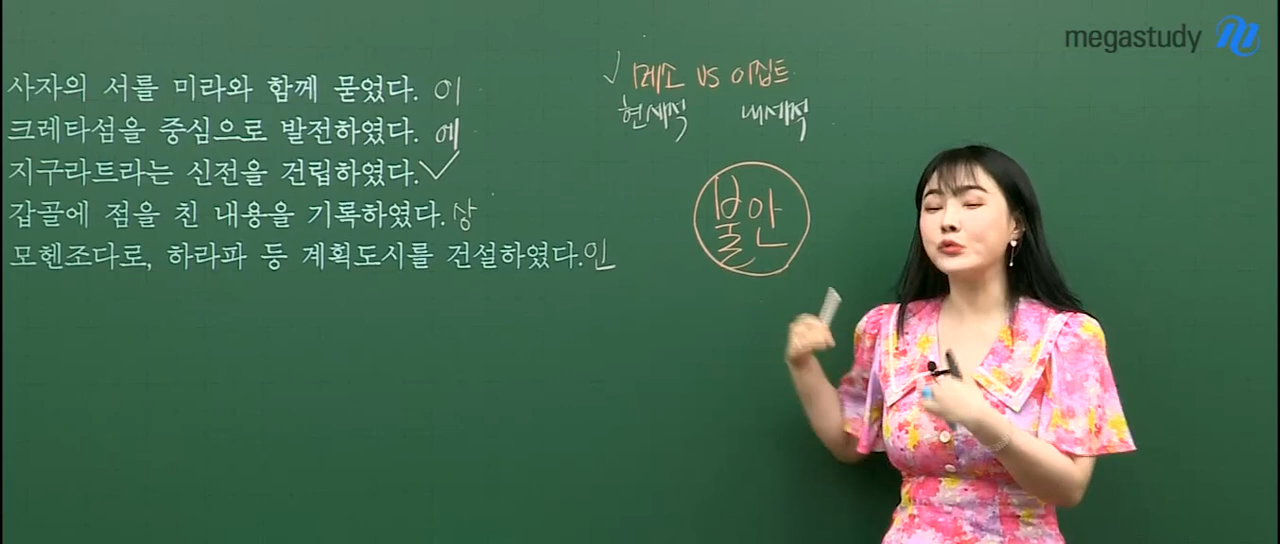 megastudy
사자의 서를 미라와 함께 묻었다. 이
크레타섬을 중심으로 발전하였다. 에
지구라트라는 신전을 건립하였다.
갑골에 점을 친 내용을 기록하였다. 상
모헨조다로, 하라파 등 계획도시를 건설하였다. 인
메소 VS 이집트
현세적 내세적
불안